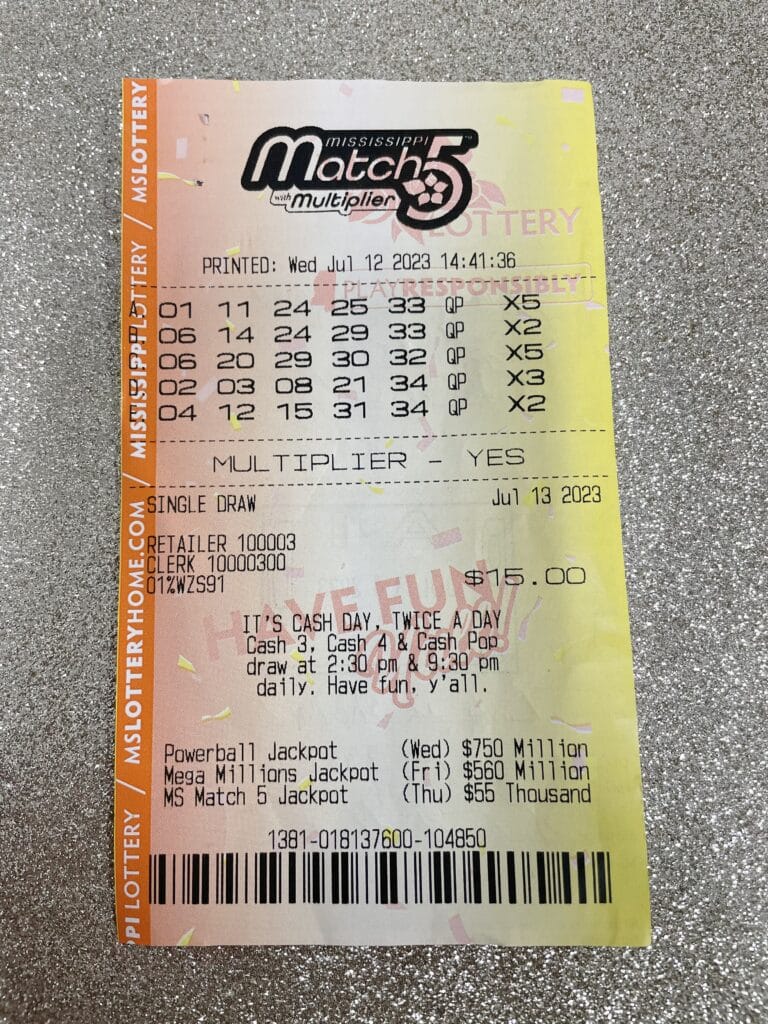 MISSISSIPPI
Match 5
with Multiplier
LOTTERY
PRINTED: Wed Jul 12 2023 14:41:36
PLAY RESPONSIBLY
A 01 11 24 25 33 QP X5
06 14 24 29 33 QP X2
06 20 29 30 32 QP X5
02 03 08 21 34 QP X3
E 04 12 15 31 34 QP X2
MULTIPLIER - YES
SINGLE DRAW Jul 13 2023
RETAILER 100003
CLERK 10000300
01%WZS91 $15.00
HAVE FUN
IT'S CASH DAY, TWICE A DAY
Cash 3, Cash 4 & Cash Pop
draw at 2:30 pm & 9:30 pm
daily. Have fun, y'all.
Powerball Jackpot (Wed) $750 Million
Mega Millions Jackpot (Fri) $560 Million
MS Match 5 Jackpot (Thu) $55 Thousand
1381-018137600-104850
PPI LOTTERY / MSLOTTERYHOME.COM / MISSISSIPPI LOTTERY / MSLOTTERY